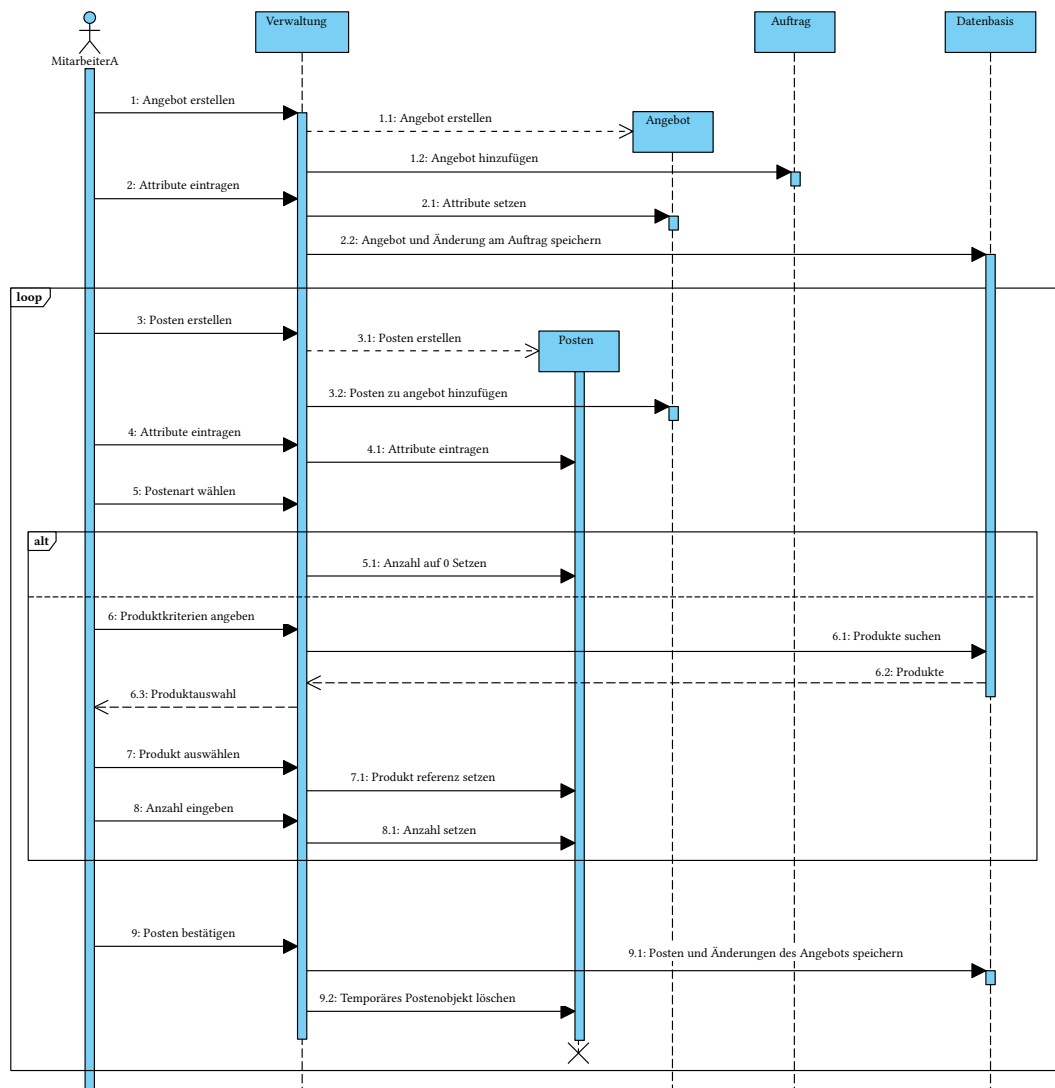 Verwaltung
Auftrag
Datenbasis
MitarbeiterA
1: Angebot erstellen
1.1: Angebot erstellen
Angebot
1.2: Angebot hinzufügen
2: Attribute eintragen
2.1: Attribute setzen
2.2: Angebot und Änderung am Auftrag speichern
loop
3: Posten erstellen
3.1: Posten erstellen
Posten
3.2: Posten zu angebot hinzufügen
4: Attribute eintragen
4.1: Attribute eintragen
5: Postenart wählen
alt
5.1: Anzahl auf 0 Setzen
6: Produktkriterien angeben
6.1: Produkte suchen
6.2: Produkte
6.3: Produktauswahl
7: Produkt auswählen
7.1: Produkt referenz setzen
8: Anzahl eingeben
8.1: Anzahl setzen
9: Posten bestätigen
9.1: Posten und Änderungen des Angebots speichern
9.2: Temporäres Postenobjekt löschen